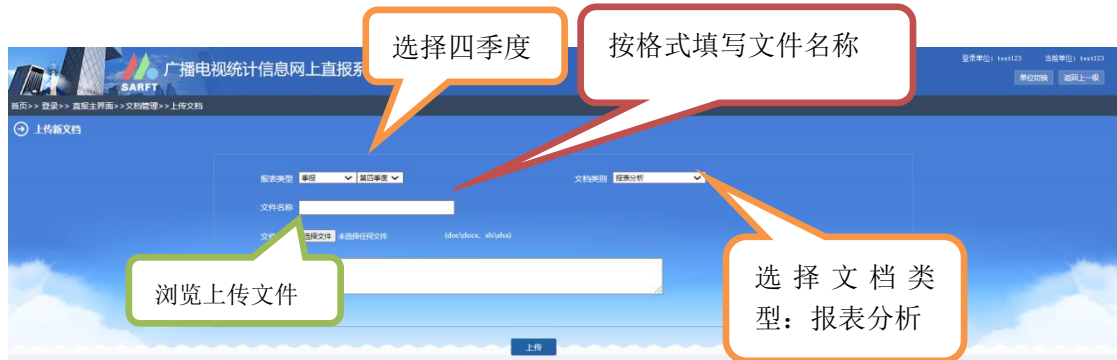 选择四季度
按格式填写文件名称
广播电视统计信息网上直报系
登录单位：test123 当前单位：test123
SARFT
单位切换 返回上一级
首页>> 登录>> 直报主界面>>文档管理>>上传文档
上传新文档
报表类型 季报 第四季度 文档类别 报表分析
文件名称
文件 选择文件 未选择任何文件 (doc\docx, xls\xlsx)
浏览上传文件
选择文档类
型：报表分析
上传